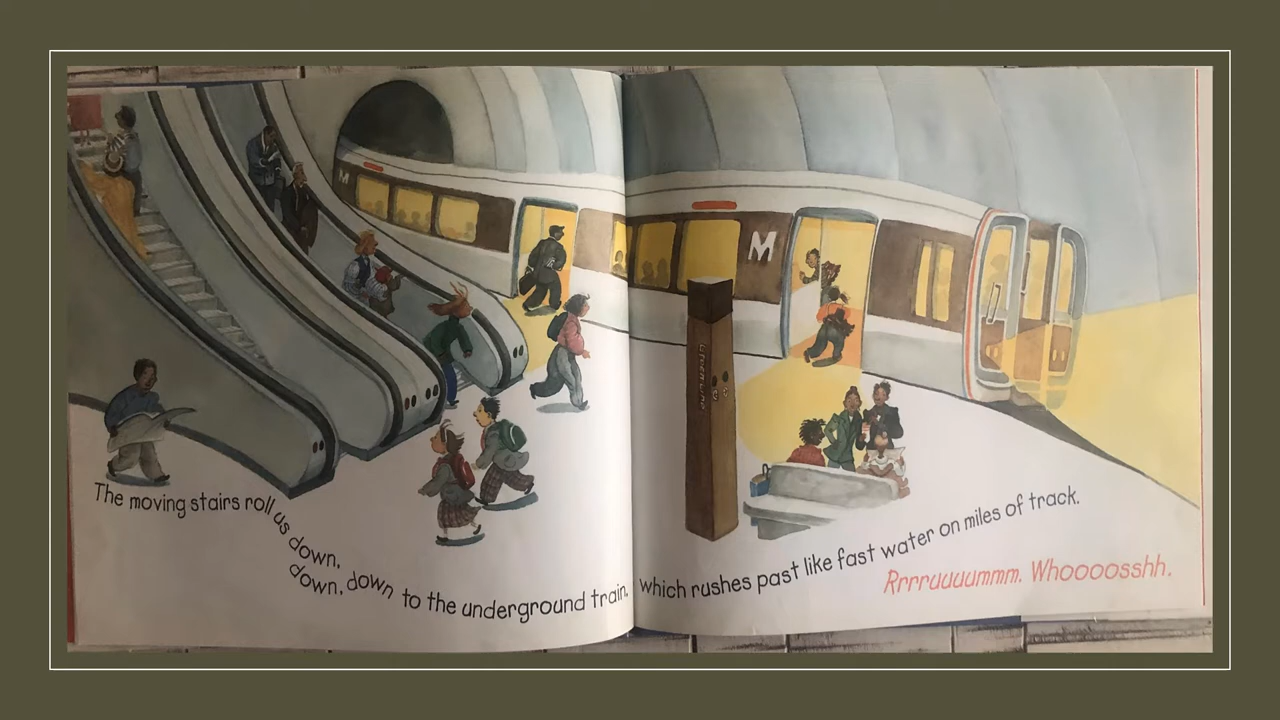 M
M
The moving stairs roll us down,
down, down to the underground train,
which rushes past like fast water on miles of track.
Rrrruuuummm. Whoooosshh.